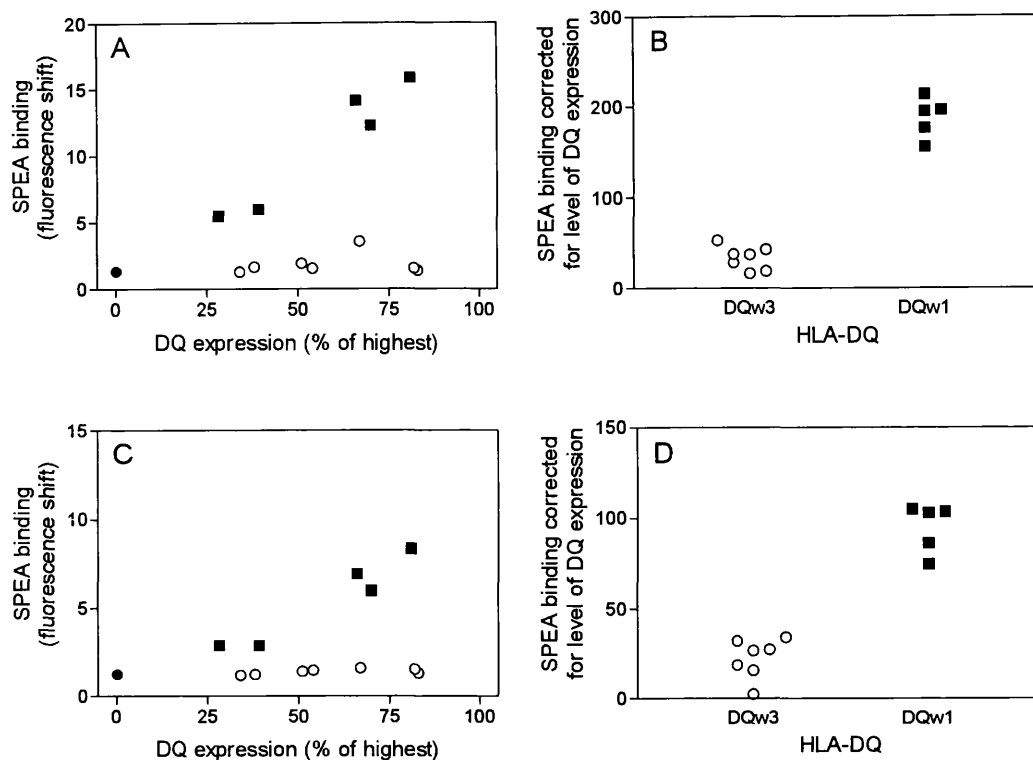 A
SPEA binding
(fluorescence shift)
20
15
10
5
0
0 25 50 75 100
DQ expression (% of highest)
B
SPEA binding corrected
for level of DQ expression
300
200
100
0
DQw3 DQw1
HLA-DQ
C
SPEA binding
(fluorescence shift)
15
10
5
0
0 25 50 75 100
DQ expression (% of highest)
D
SPEA binding corrected
for level of DQ expression
150
100
50
0
DQw3 DQw1
HLA-DQ